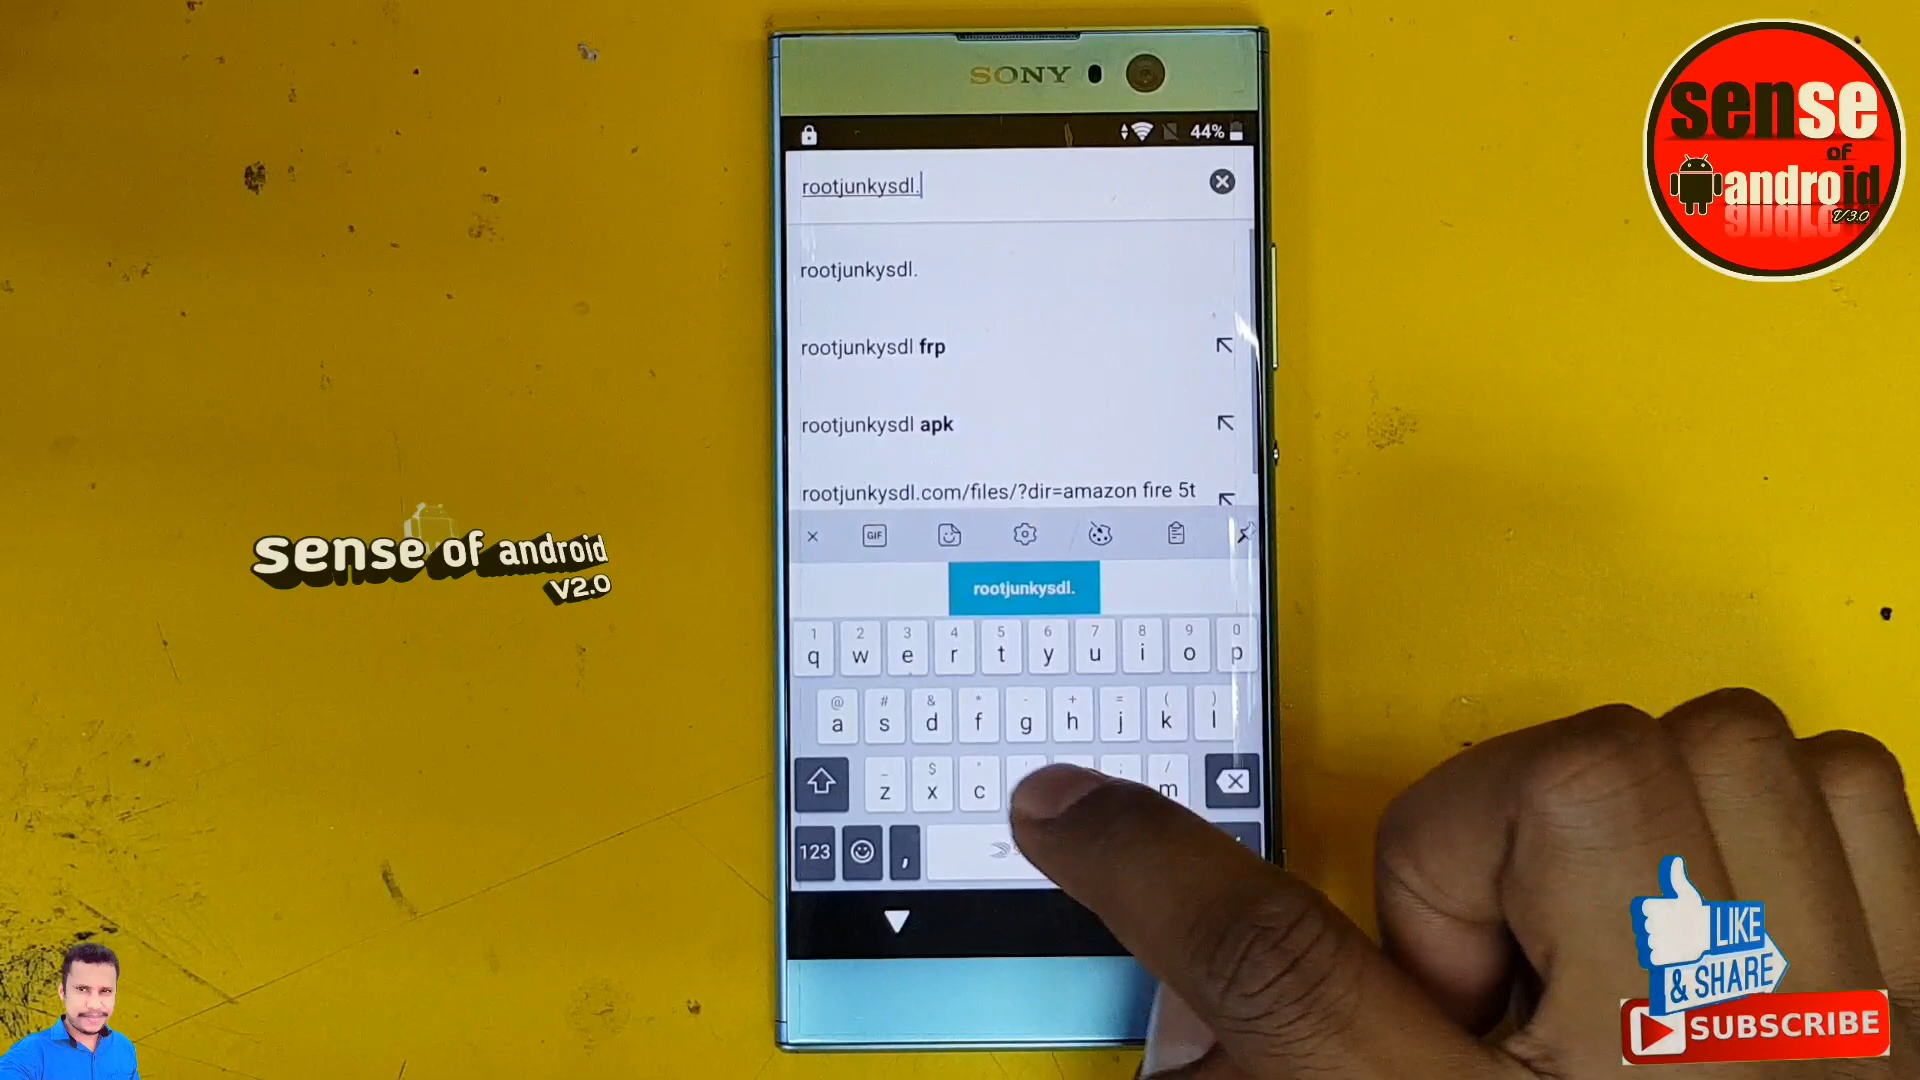 SONY
44%
rootjunkysdl.
rootjunkysdl.
rootjunkysdl frp
rootjunkysdl apk
rootjunkysdl.com/files/?dir=amazon fire 5t
GIF
rootjunkysdl.
1 2 3 4 5 6 7 8 9 0
q w e r t y u i o p
@ # & * - + = ( )
a s d f g h j k l
_ $ " ' ; /
z x c m
123 ,
sense
of
android
V3.0
sense of android
V2.0
LIKE
& SHARE
SUBSCRIBE